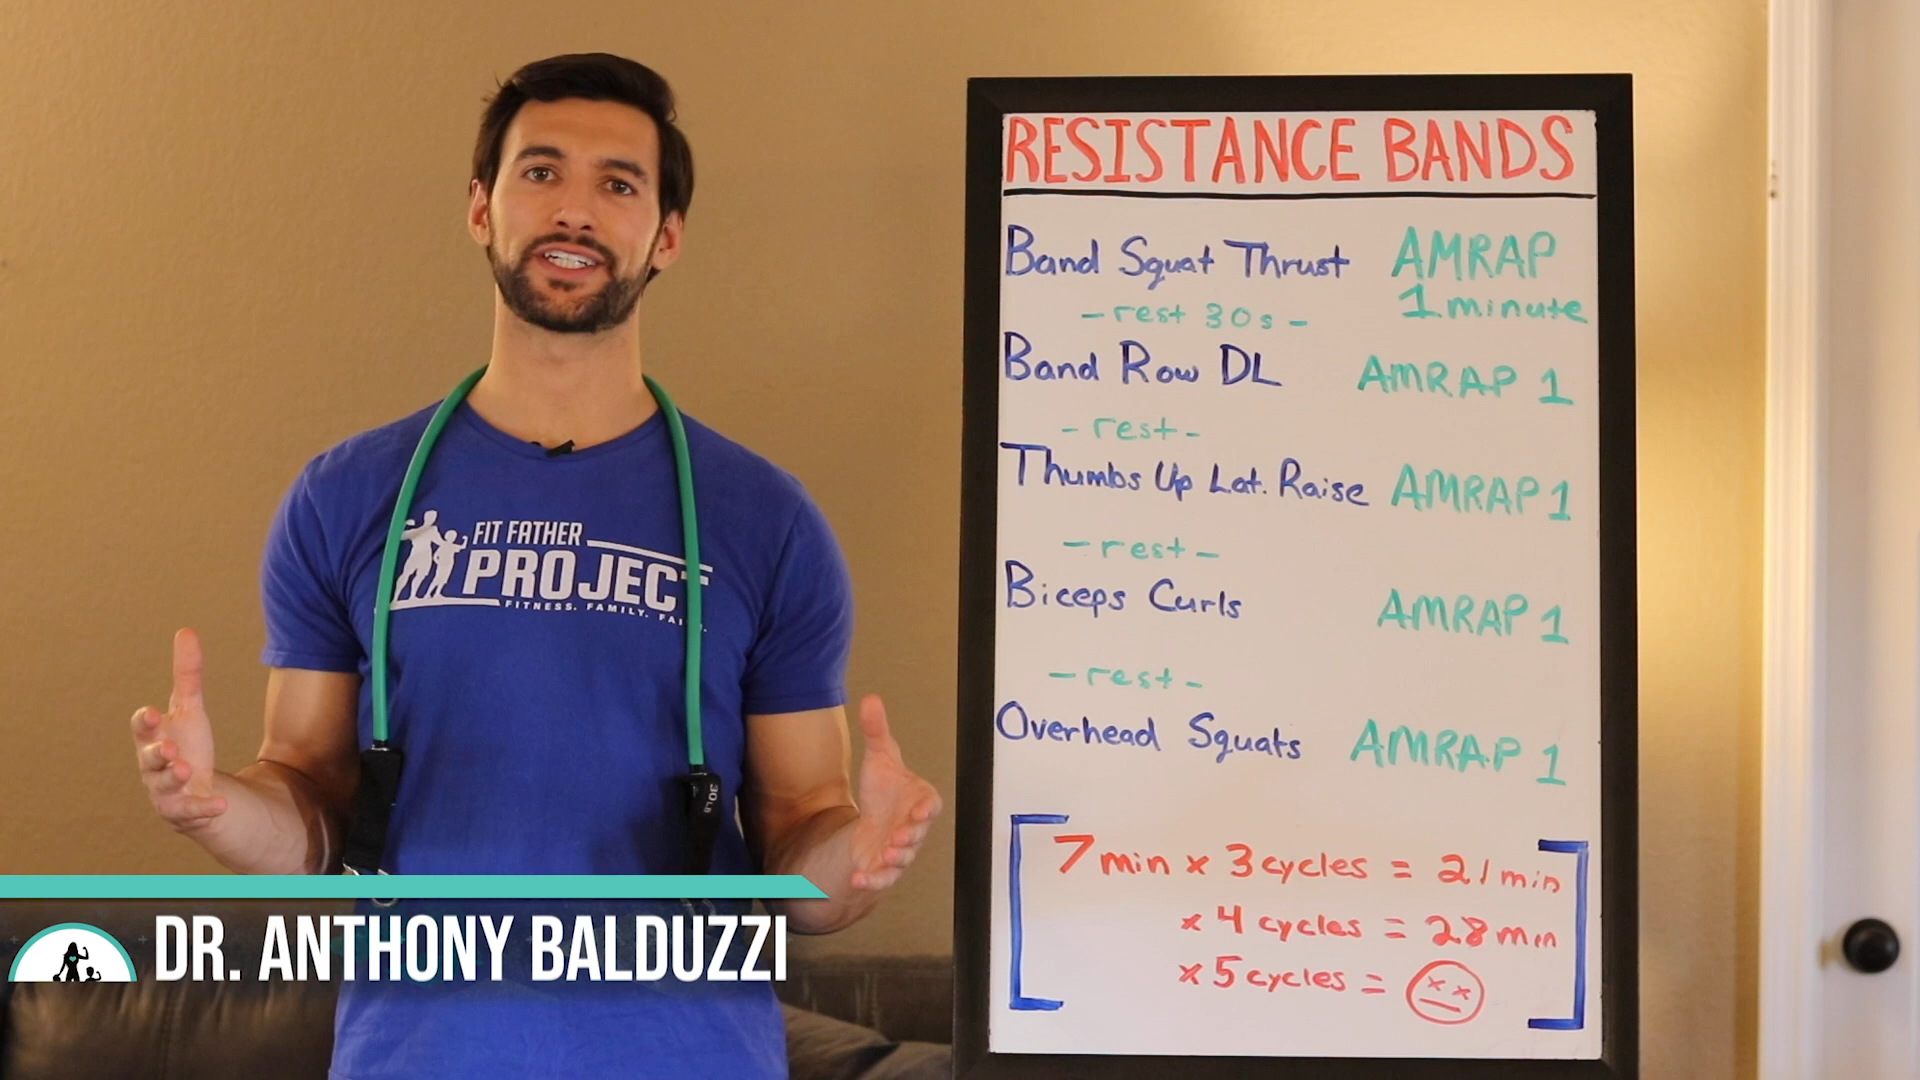 RESISTANCE BANDS
Band Squat Thrust AMRAP
1 minute
- rest 30s -
Band Row DL AMRAP 1
- rest -
Thumbs Up Lat. Raise AMRAP 1
- rest -
Biceps Curls AMRAP 1
- rest -
Overhead Squats AMRAP 1
7 min x 3 cycles = 21 min
x 4 cycles = 28 min
x 5 cycles =
FIT FATHER
PROJECT
FITNESS. FAMILY.
30LB
DR. ANTHONY BALDUZZI